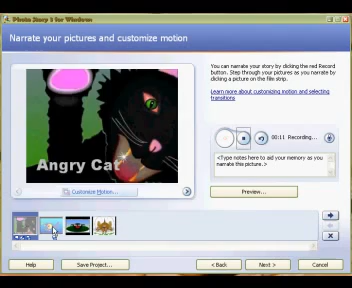 Photo Story 3 for Windows
Narrate your pictures and customize motion
You can narrate your story by clicking the red Record
button. Step through your pictures as you narrate by
clicking a picture on the film strip.
Learn more about customizing motion and selecting
transitions
00:11 Recording...
<Type notes here to aid your memory as you
narrate this picture.>
Angry Cat
Customize Motion...
Preview...
Help
Save Project...
< Back
Next >
Cancel